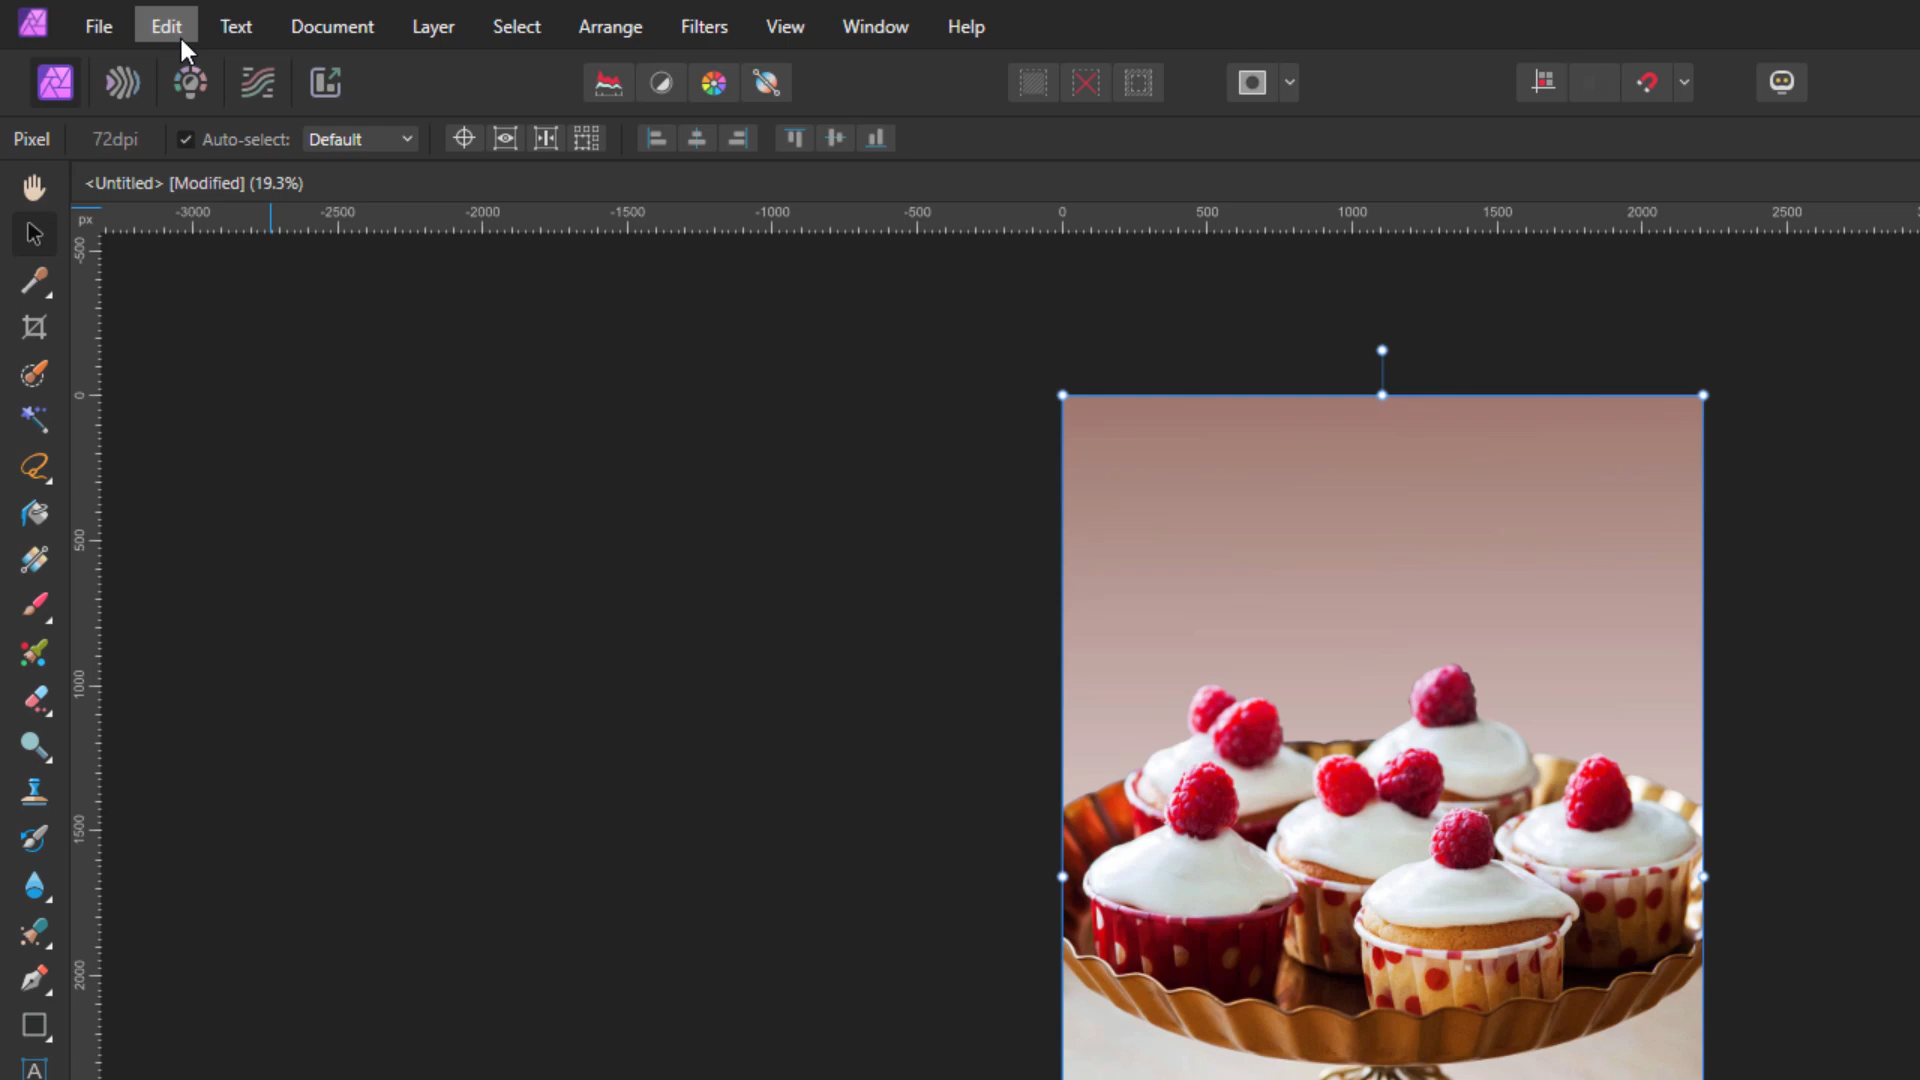 File Edit Text Document Layer Select Arrange Filters View Window Help
Pixel 72dpi Auto-select: Default
<Untitled> [Modified] (19.3%)
px -3000 -2500 -2000 -1500 -1000 -500 0 500 1000 1500 2000 2500
-500
0
500
1000
1500
2000
A